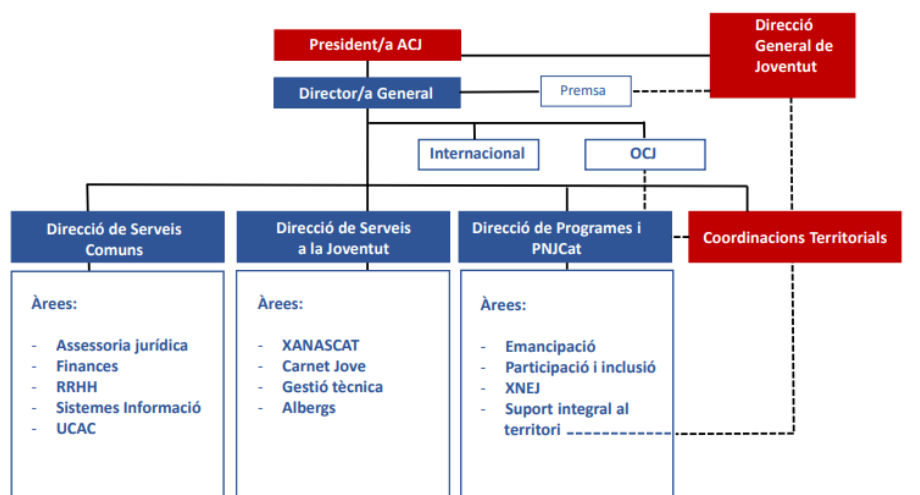 President/a ACJ
Direcció
General de
Joventut
Director/a General
Premsa
Internacional
OCJ
Direcció de Serveis
Comuns
Direcció de Serveis
a la Joventut
Direcció de Programes i
PNJCat
Coordinacions Territorials
Àrees:
- Assessoria jurídica
- Finances
- RRHH
- Sistemes Informació
- UCAC
Àrees:
- XANASCAT
- Carnet Jove
- Gestió tècnica
- Albergs
Àrees:
- Emancipació
- Participació i inclusió
- XNEJ
- Suport integral al
territori